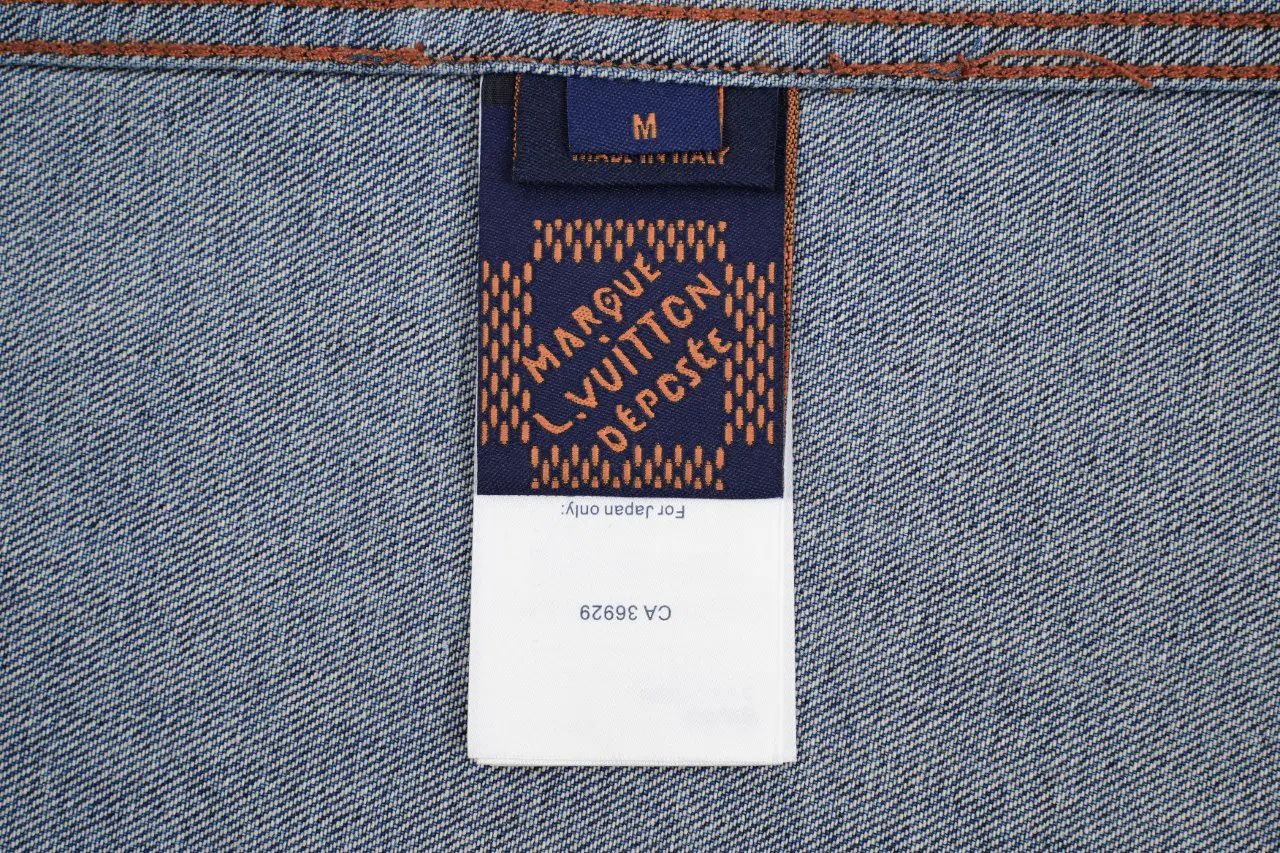 M
MADE IN ITALY
MARQUE
L.VUITTON
DÉPOSÉE
For Japan only:
CA 36929